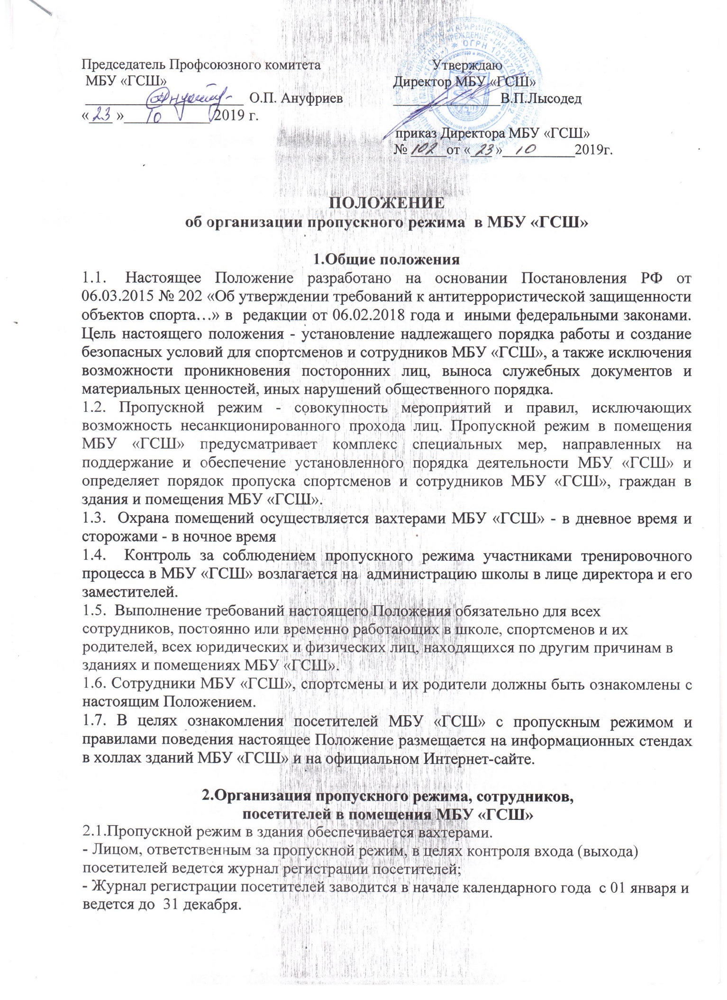 Председатель Профсоюзного комитета
МБУ «ГСШ»
____________________ О.П. Ануфриев
«23» 10 2019 г.
Утверждаю
Директор МБУ «ГСШ»
_______________В.П.Лысодед
приказ Директора МБУ «ГСШ»
№ 102 от «23» 10 2019г.
ПОЛОЖЕНИЕ
об организации пропускного режима в МБУ «ГСШ»
1.Общие положения
1.1. Настоящее Положение разработано на основании Постановления РФ от
06.03.2015 № 202 «Об утверждении требований к антитеррористической защищенности
объектов спорта…» в редакции от 06.02.2018 года и иными федеральными законами.
Цель настоящего положения - установление надлежащего порядка работы и создание
безопасных условий для спортсменов и сотрудников МБУ «ГСШ», а также исключения
возможности проникновения посторонних лиц, выноса служебных документов и
материальных ценностей, иных нарушений общественного порядка.
1.2. Пропускной режим - совокупность мероприятий и правил, исключающих
возможность несанкционированного прохода лиц. Пропускной режим в помещения
МБУ «ГСШ» предусматривает комплекс специальных мер, направленных на
поддержание и обеспечение установленного порядка деятельности МБУ «ГСШ» и
определяет порядок пропуска спортсменов и сотрудников МБУ «ГСШ», граждан в
здания и помещения МБУ «ГСШ».
1.3. Охрана помещений осуществляется вахтерами МБУ «ГСШ» - в дневное время и
сторожами - в ночное время
1.4. Контроль за соблюдением пропускного режима участниками тренировочного
процесса в МБУ «ГСШ» возлагается на администрацию школы в лице директора и его
заместителей.
1.5. Выполнение требований настоящего Положения обязательно для всех
сотрудников, постоянно или временно работающих в школе, спортсменов и их
родителей, всех юридических и физических лиц, находящихся по другим причинам в
зданиях и помещениях МБУ «ГСШ».
1.6. Сотрудники МБУ «ГСШ», спортсмены и их родители должны быть ознакомлены с
настоящим Положением.
1.7. В целях ознакомления посетителей МБУ «ГСШ» с пропускным режимом и
правилами поведения настоящее Положение размещается на информационных стендах
в холлах зданий МБУ «ГСШ» и на официальном Интернет-сайте.
2.Организация пропускного режима, сотрудников,
посетителей в помещения МБУ «ГСШ»
2.1.Пропускной режим в здания обеспечивается вахтерами.
- Лицом, ответственным за пропускной режим, в целях контроля входа (выхода)
посетителей ведется журнал регистрации посетителей;
- Журнал регистрации посетителей заводится в начале календарного года с 01 января и
ведется до 31 декабря.